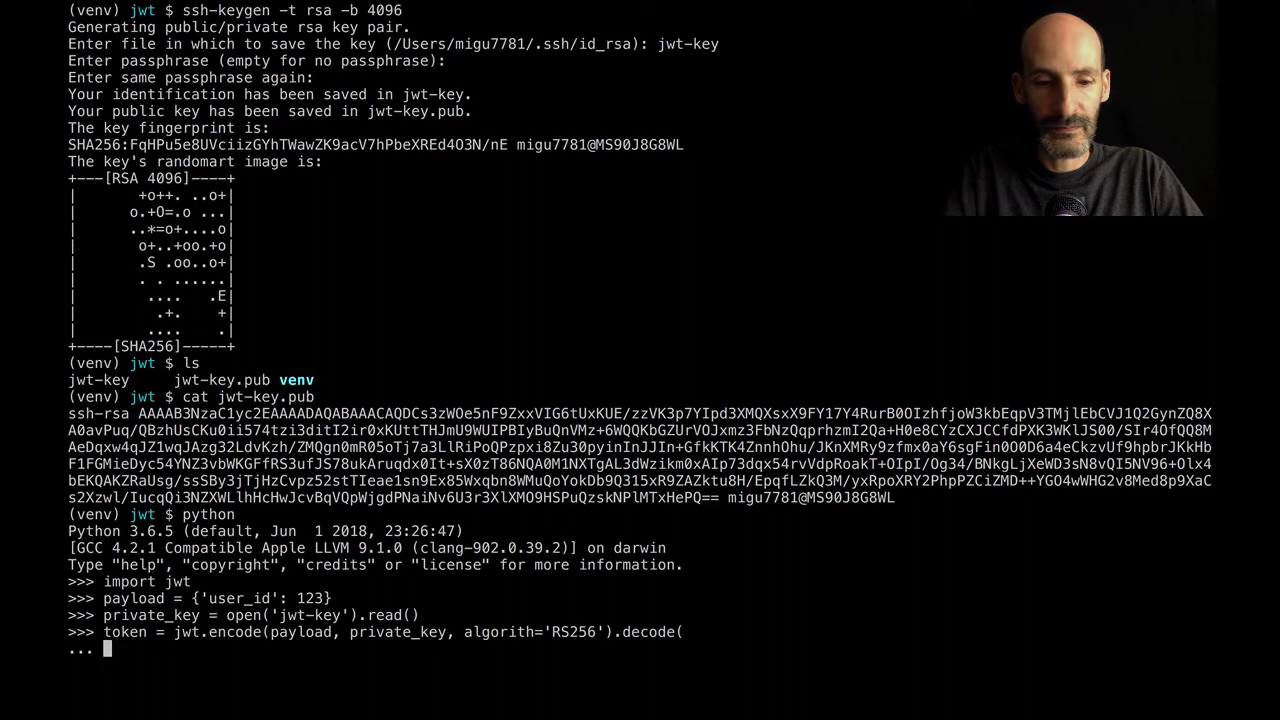 (venv) jwt $ ssh-keygen -t rsa -b 4096
Generating public/private rsa key pair.
Enter file in which to save the key (/Users/migu7781/.ssh/id_rsa): jwt-key
Enter passphrase (empty for no passphrase):
Enter same passphrase again:
Your identification has been saved in jwt-key.
Your public key has been saved in jwt-key.pub.
The key fingerprint is:
SHA256:FqHPu5e8UVciizGYhTWawZK9acV7hPbeXREd4O3N/nE migu7781@MS90J8G8WL
The key's randomart image is:
+---[RSA 4096]----+
|        +o++. ..o+|
|       o.+O=.o ...|
|       ..*=o+....o|
|        o+..+oo.+o|
|        .S .oo..o+|
|        . . ......|
|         ....   .E|
|          .+.    +|
|         ....    .|
+----[SHA256]-----+
(venv) jwt $ ls
jwt-key     jwt-key.pub venv
(venv) jwt $ cat jwt-key.pub
ssh-rsa AAAAB3NzaC1yc2EAAAADAQABAAACAQDCs3zWOe5nF9ZxxVIG6tUxKUE/zzVK3p7YIpd3XMQXsxX9FY17Y4RurB0OIzhfjoW3kbEqpV3TMjlEbCVJ1Q2GynZQ8X
A0avPuq/QBzhUsCKu0ii574tzi3ditI2ir0xKUttTHJmU9WUIPBIyBuQnVMz+6WQQKbGZUrVOJxmz3FbNzQqprhzmI2Qa+H0e8CYzCXJCCfdPXK3WKlJS00/SIr4OfQQ8M
AeDqxw4qJZ1wqJAzg32LdvKzh/ZMQgn0mR05oTj7a3LlRiPoQPzpxi8Zu30pyinInJJIn+GfkKTK4ZnnhOhu/JKnXMRy9zfmx0aY6sgFin0O0D6a4eCkzvUf9hpbrJKkHb
F1FGMieDyc54YNZ3vbWKGFfRS3ufJS78ukAruqdx0It+sX0zT86NQA0M1NXTgAL3dWzikm0xAIp73dqx54rvVdpRoakT+OIpI/Og34/BNkgLjXeWD3sN8vQI5NV96+Olx4
bEKQAKZRaUsg/ssSBy3jTjHzCvpz52stTIeae1sn9Ex85Wxqbn8WMuQoYokDb9Q315xR9ZAZktu8H/EpqfLZkQ3M/yxRpoXRY2PhpPZCiZMD++YGO4wWHG2v8Med8p9XaC
s2Xzwl/IucqQi3NZXWLlhHcHwJcvBqVQpWjgdPNaiNv6U3r3XlXMO9HSPuQzskNPlMTxHePQ== migu7781@MS90J8G8WL
(venv) jwt $ python
Python 3.6.5 (default, Jun  1 2018, 23:26:47)
[GCC 4.2.1 Compatible Apple LLVM 9.1.0 (clang-902.0.39.2)] on darwin
Type "help", "copyright", "credits" or "license" for more information.
>>> import jwt
>>> payload = {'user_id': 123}
>>> private_key = open('jwt-key').read()
>>> token = jwt.encode(payload, private_key, algorith='RS256').decode(
...